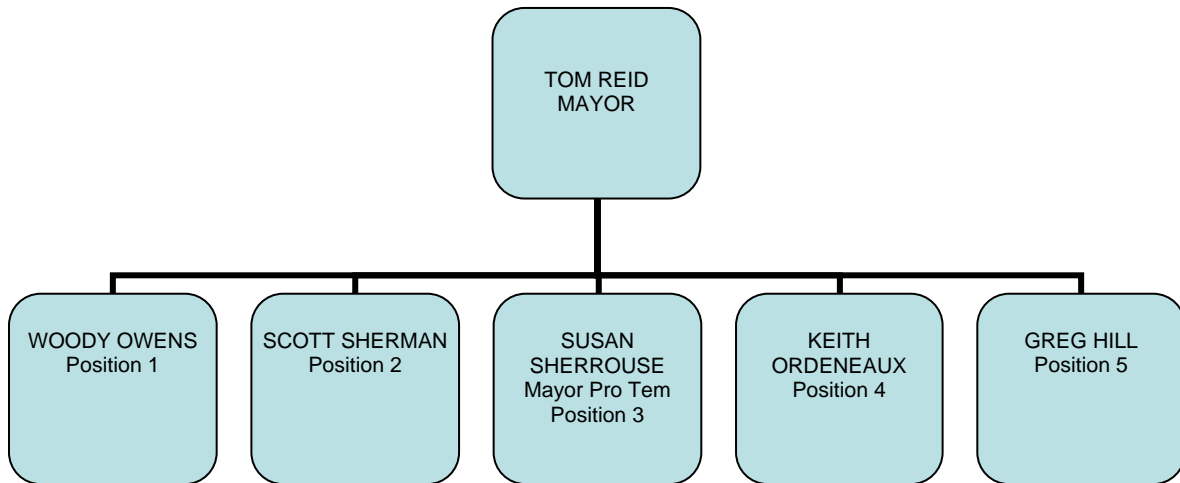 TOM REID
MAYOR
WOODY OWENS
Position 1
SCOTT SHERMAN
Position 2
SUSAN
SHERROUSE
Mayor Pro Tem
Position 3
KEITH
ORDENEAUX
Position 4
GREG HILL
Position 5